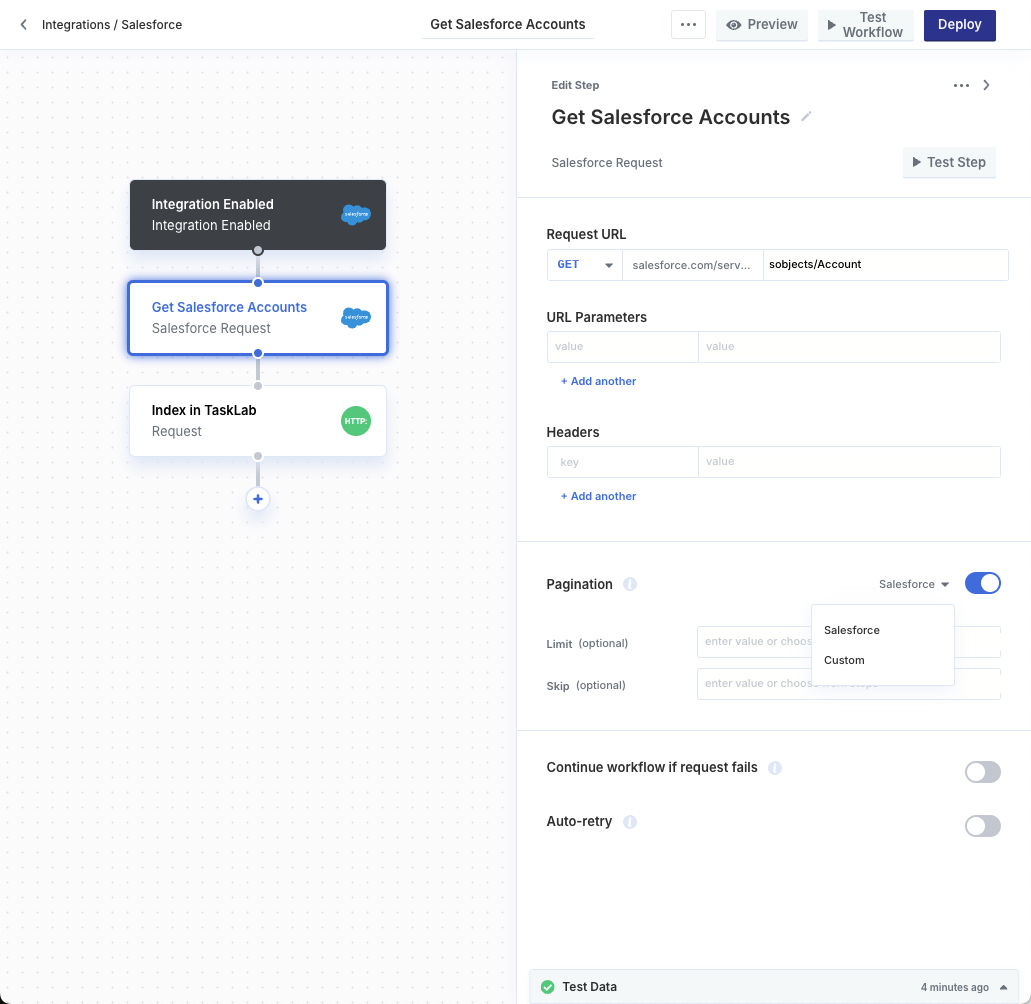 Integrations / Salesforce
Get Salesforce Accounts
Preview
Test
Workflow
Deploy
Integration Enabled
Integration Enabled
salesforce
Get Salesforce Accounts
Salesforce Request
salesforce
Index in TaskLab
Request
HTTP:
Edit Step
Get Salesforce Accounts
Salesforce Request
Test Step
Request URL
GET
salesforce.com/serv...
sobjects/Account
URL Parameters
value
value
+ Add another
Headers
key
value
+ Add another
Pagination
Salesforce
Salesforce
Custom
Limit (optional)
enter value or choos
Skip (optional)
enter value or choos
Continue workflow if request fails
Auto-retry
Test Data
4 minutes ago